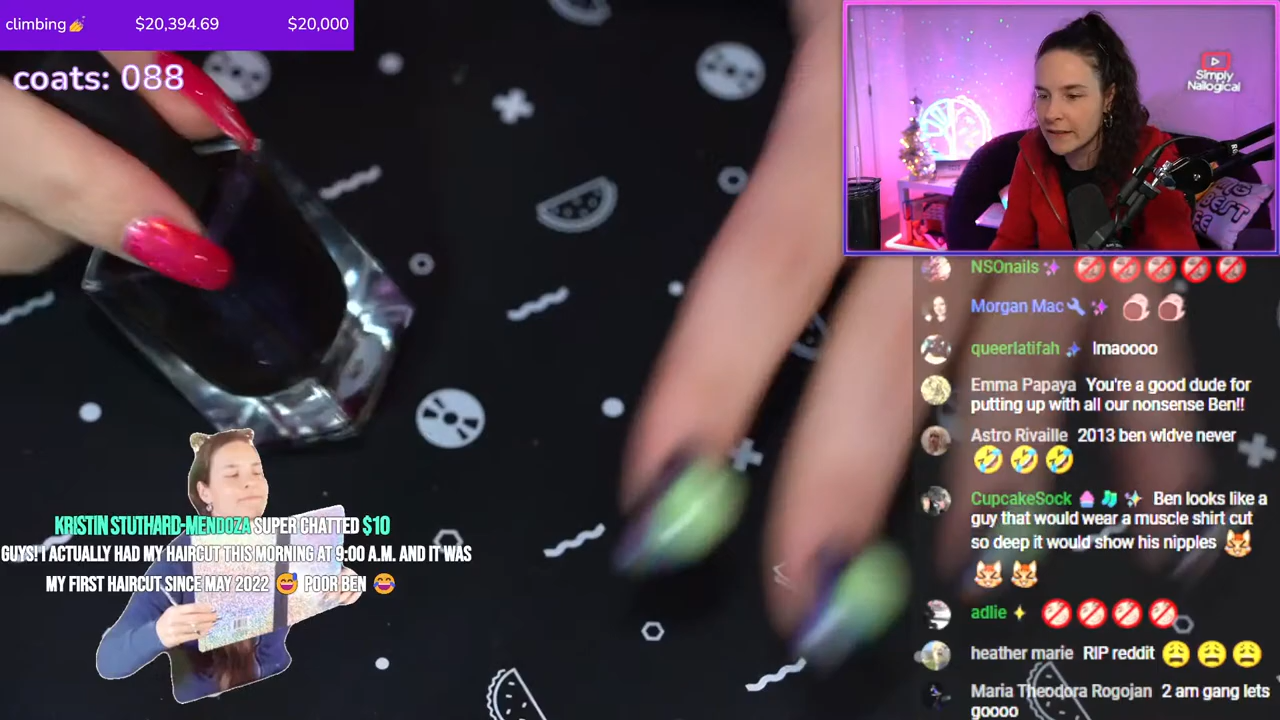 climbing💅 $20,394.69 $20,000
coats: 088
Simply
Nailogical
NSOnails
Morgan Mac
queerlatifah lmaoooo
Emma Papaya You're a good dude for
putting up with all our nonsense Ben!!
Astro Rivaille 2013 ben wldve never
🤣🤣🤣
CupcakeSock Ben looks like a
guy that would wear a muscle shirt cut
so deep it would show his nipples
adlie
heather marie RIP reddit 😩😩😩
Maria Theodora Rogojan 2 am gang lets
goooo
KRISTIN STUTHARD-MENDOZA SUPER CHATTED $10
GUYS! I ACTUALLY HAD MY HAIRCUT THIS MORNING AT 9:00 A.M. AND IT WAS
MY FIRST HAIRCUT SINCE MAY 2022 😅 POOR BEN 😂